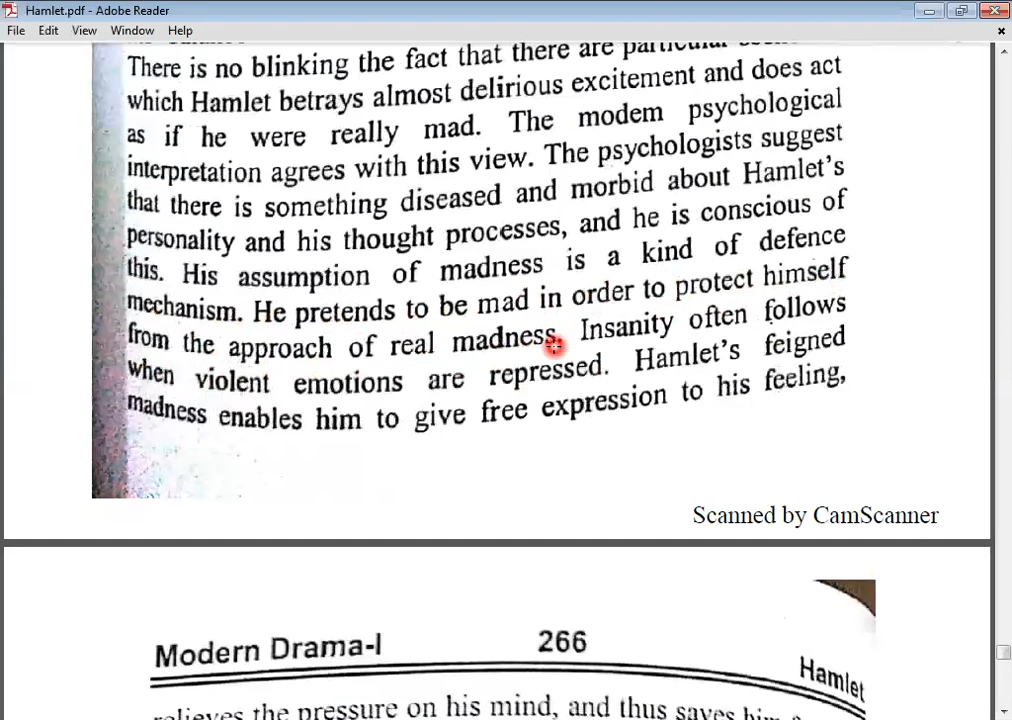 Hamlet.pdf - Adobe Reader
File Edit View Window Help
There is no blinking the fact that there are particular
which Hamlet betrays almost delirious excitement and does act
as if he were really mad. The modem psychological
interpretation agrees with this view. The psychologists suggest
that there is something diseased and morbid about Hamlet's
personality and his thought processes, and he is conscious of
this. His assumption of madness is a kind of defence
mechanism. He pretends to be mad in order to protect himself
from the approach of real madness. Insanity often follows
when violent emotions are repressed. Hamlet's feigned
madness enables him to give free expression to his feeling,
Scanned by CamScanner
Modern Drama-I 266 Hamlet
relieves the pressure on his mind, and thus saves him